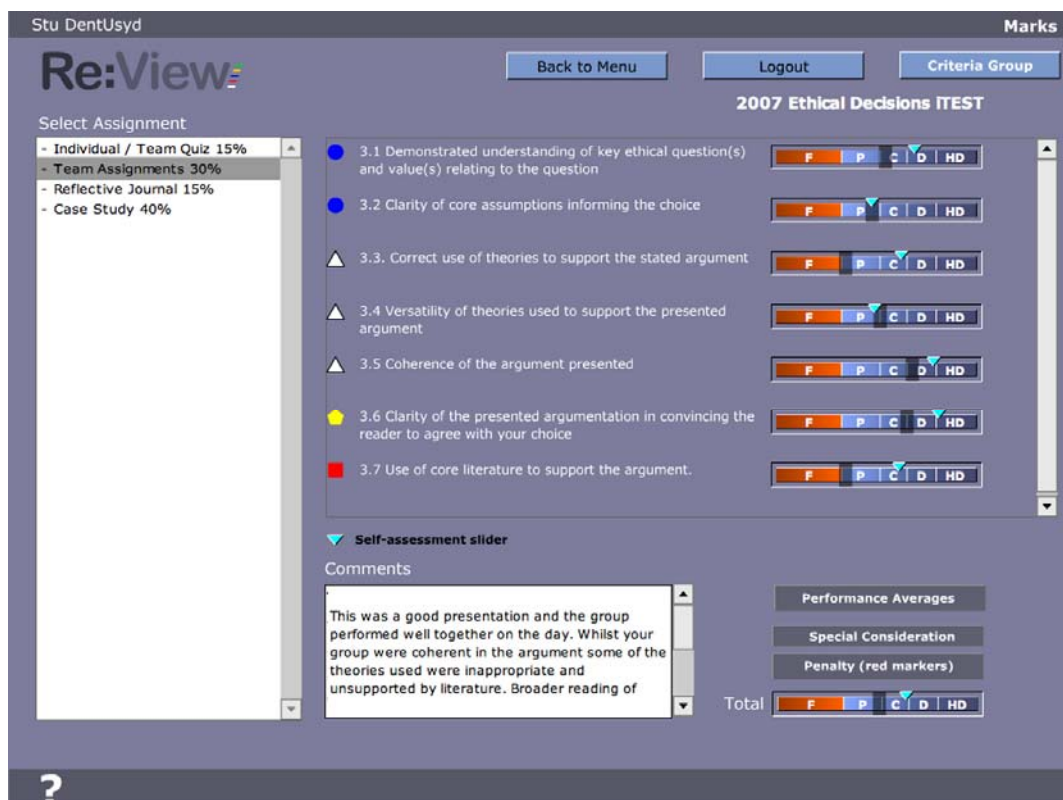 Stu DentUsyd
Marks
Re:View
Back to Menu
Logout
Criteria Group
2007 Ethical Decisions iTEST
Select Assignment
- Individual / Team Quiz 15%
- Team Assignments 30%
- Reflective Journal 15%
- Case Study 40%
3.1 Demonstrated understanding of key ethical question(s)
and value(s) relating to the question
F P C D HD
3.2 Clarity of core assumptions informing the choice
F P C D HD
3.3. Correct use of theories to support the stated argument
F P C D HD
3.4 Versatility of theories used to support the presented
argument
F P C D HD
3.5 Coherence of the argument presented
F P C D HD
3.6 Clarity of the presented argumentation in convincing the
reader to agree with your choice
F P C D HD
3.7 Use of core literature to support the argument.
F P C D HD
Self-assessment slider
Comments
This was a good presentation and the group
performed well together on the day. Whilst your
group were coherent in the argument some of the
theories used were inappropriate and
unsupported by literature. Broader reading of
Performance Averages
Special Consideration
Penalty (red markers)
Total F P C D HD
?